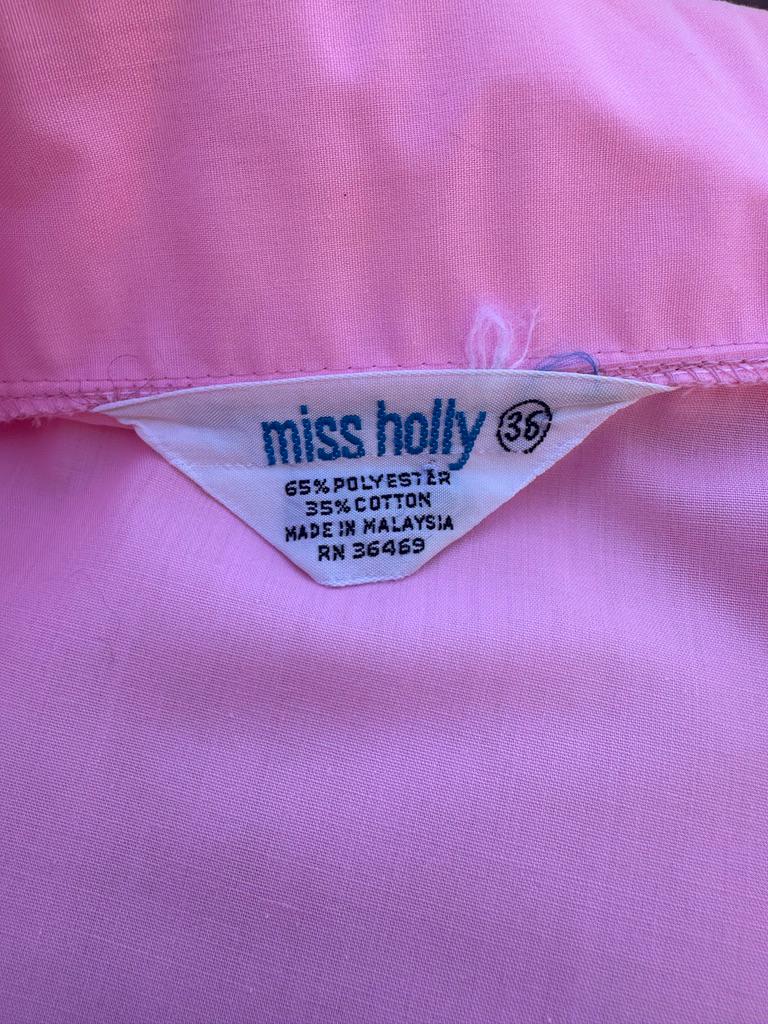 miss holly 36
65% POLYESTER
35% COTTON
MADE IN MALAYSIA
RN 36469